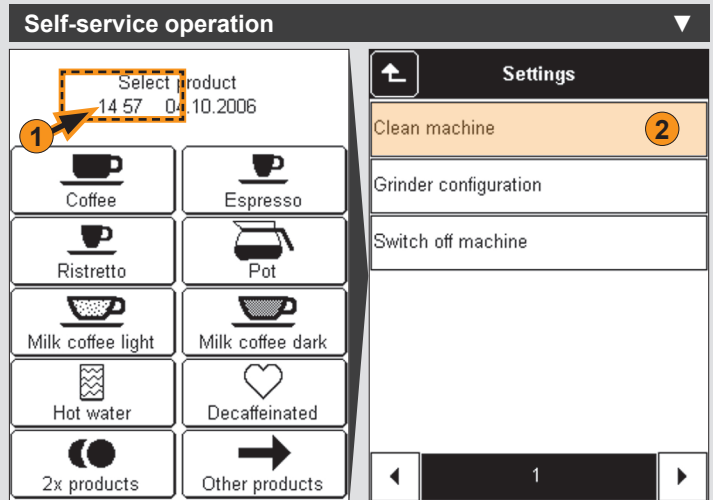 Self-service operation
Select product
14 57 04.10.2006
1
Coffee
Espresso
Ristretto
Pot
Milk coffee light
Milk coffee dark
Hot water
Decaffeinated
2x products
Other products
Settings
Clean machine
2
Grinder configuration
Switch off machine
1